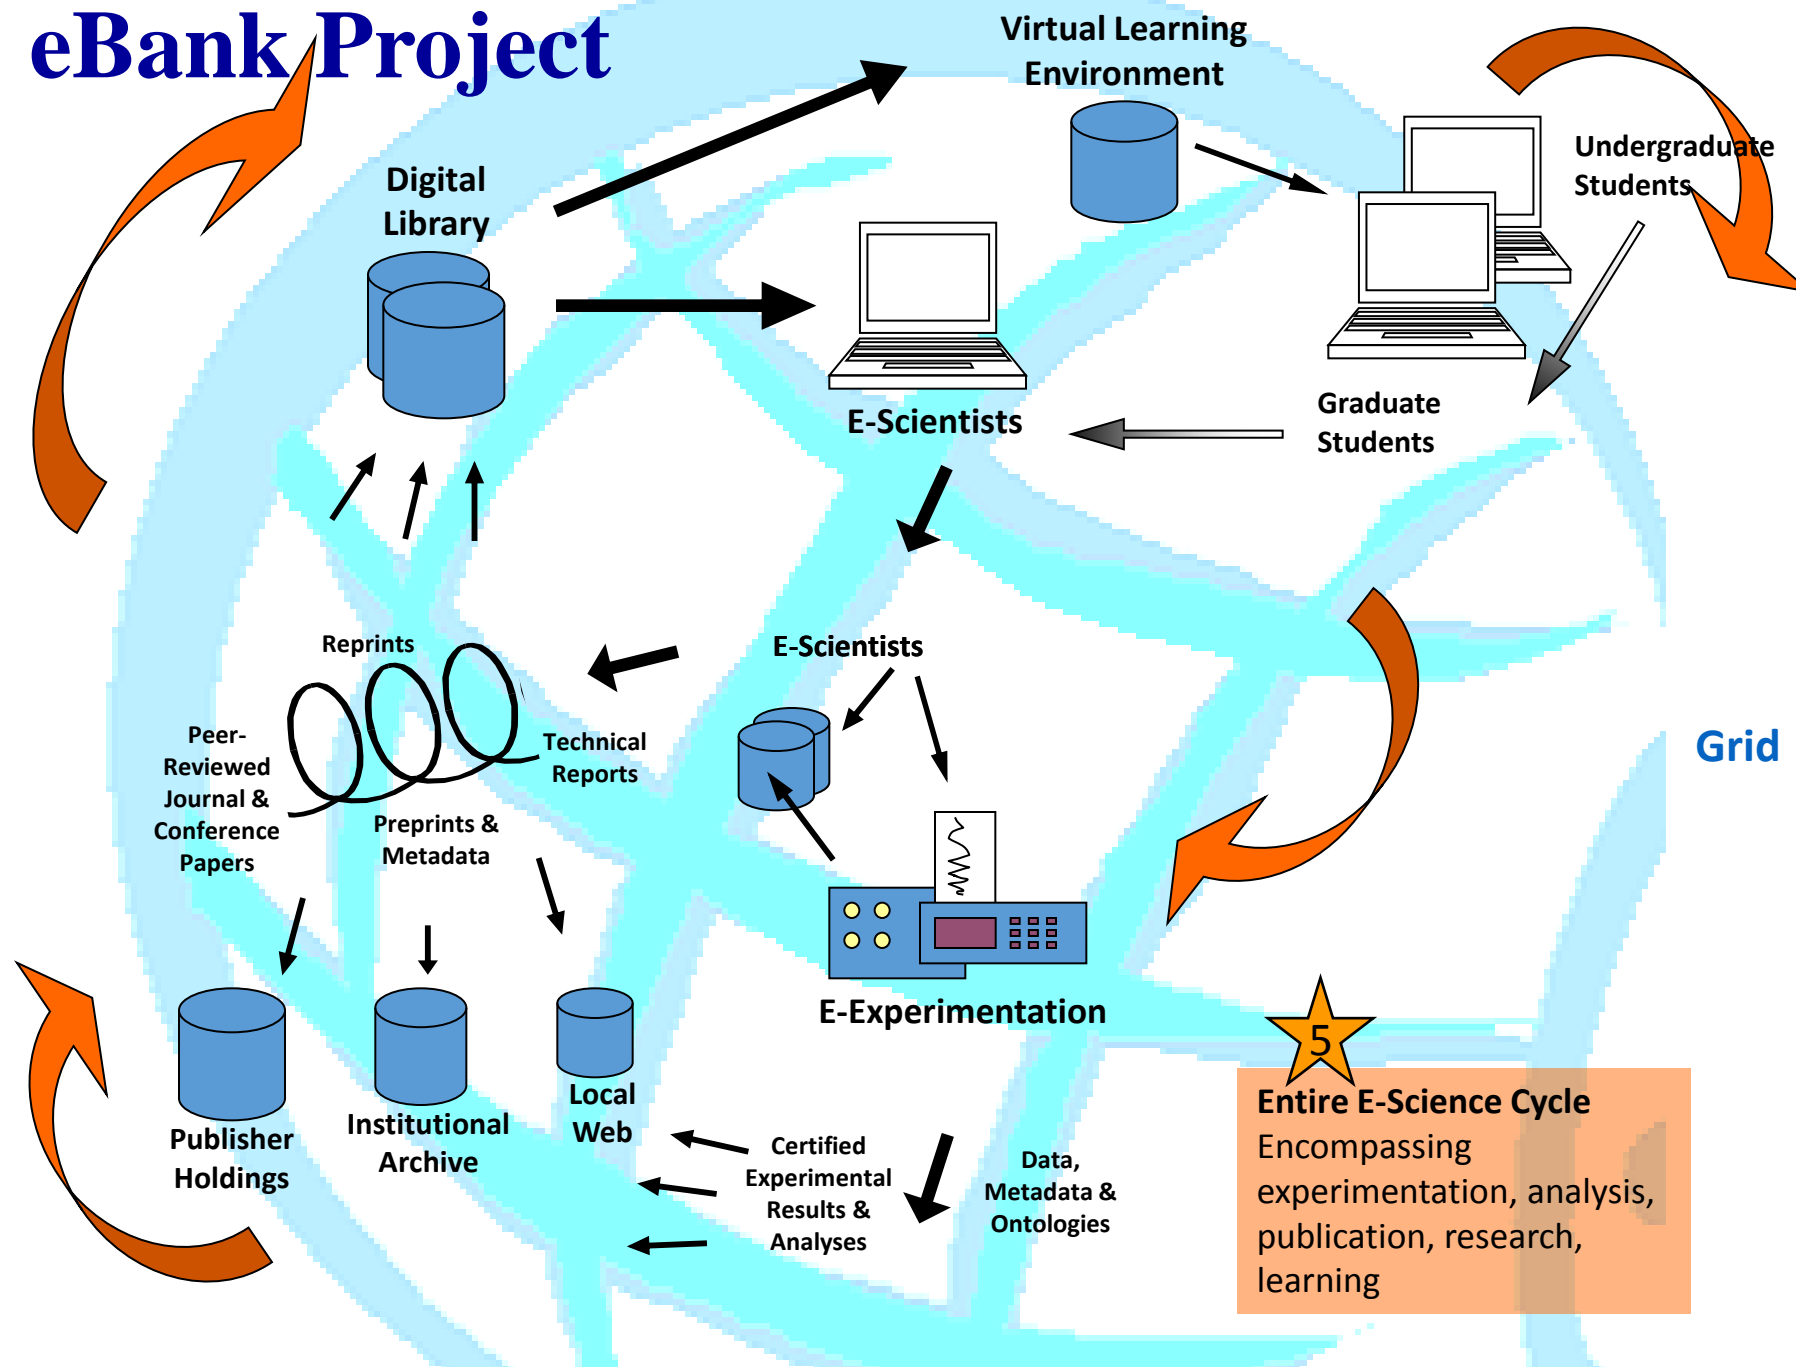 eBank Project
Virtual Learning
Environment
Undergraduate
Students
Digital
Library
Graduate
Students
E-Scientists
Reprints
E-Scientists
Peer-
Reviewed
Journal &
Conference
Papers
Technical
Reports
Grid
Preprints &
Metadata
E-Experimentation
5
Local
Web
Institutional
Archive
Publisher
Holdings
Certified
Experimental
Results &
Analyses
Data,
Metadata &
Ontologies
Entire E-Science Cycle
Encompassing
experimentation, analysis,
publication, research,
learning